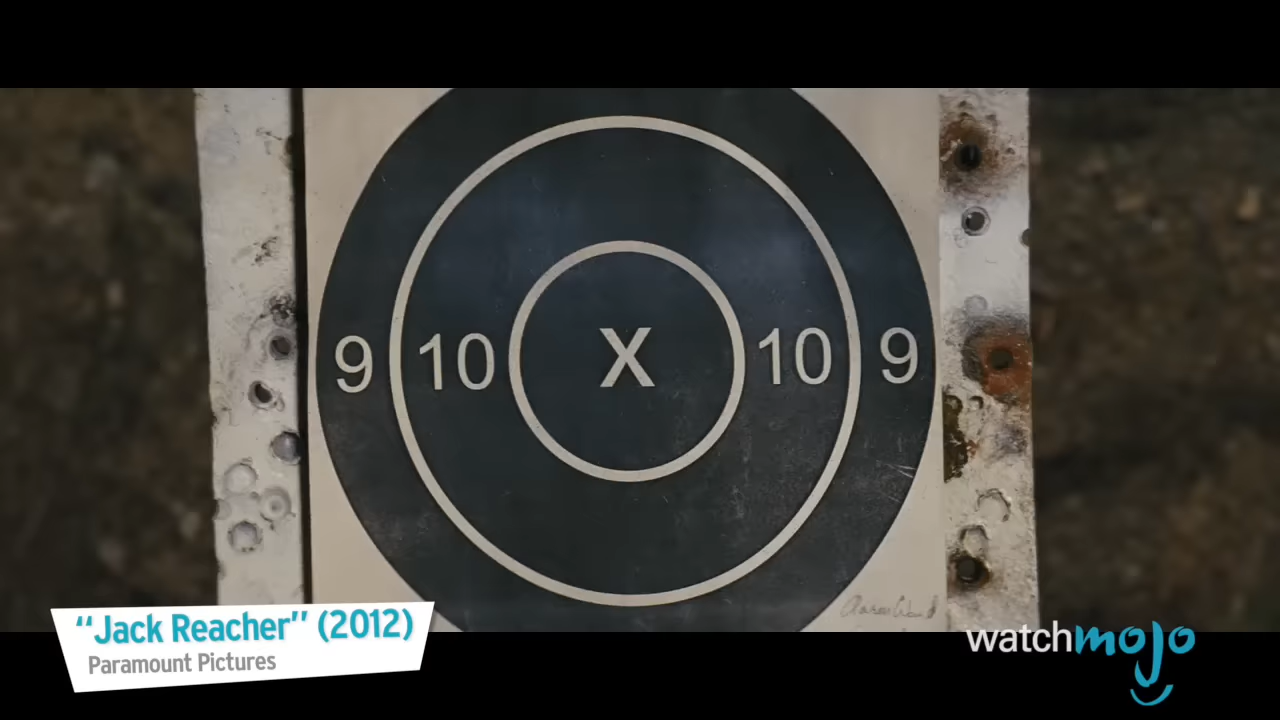 9 10 X 10 9
“Jack Reacher” (2012)
Paramount Pictures
watchmojo